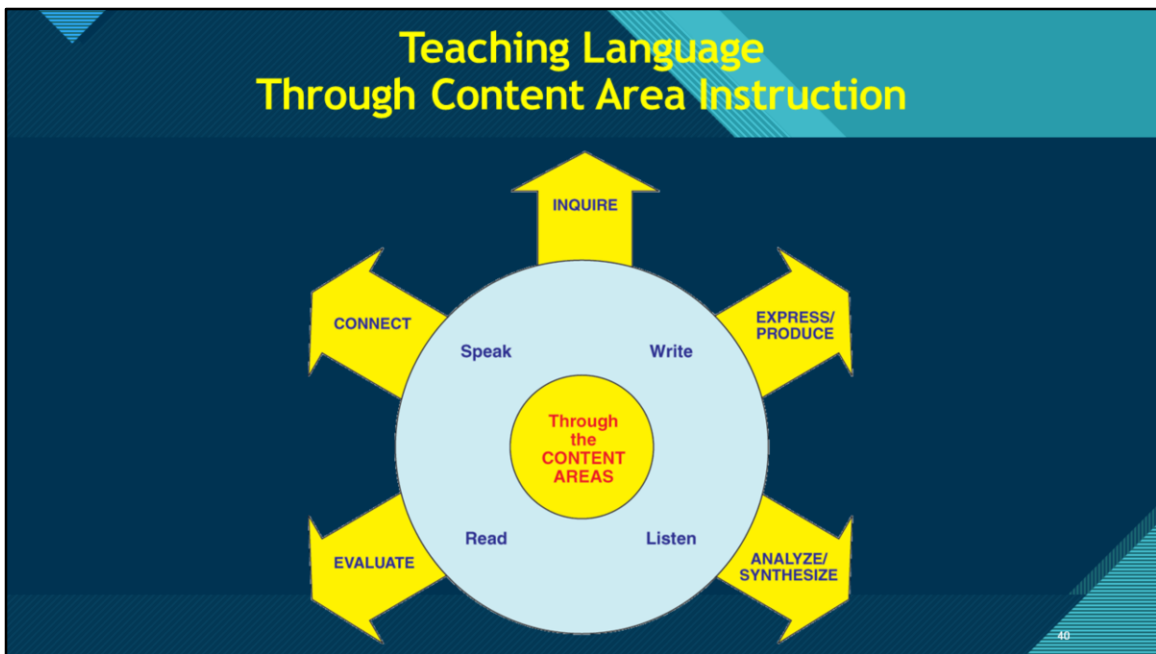 Teaching Language
Through Content Area Instruction
INQUIRE
CONNECT
EXPRESS/
PRODUCE
Speak
Write
Through
the
CONTENT
AREAS
Read
Listen
EVALUATE
ANALYZE/
SYNTHESIZE
40